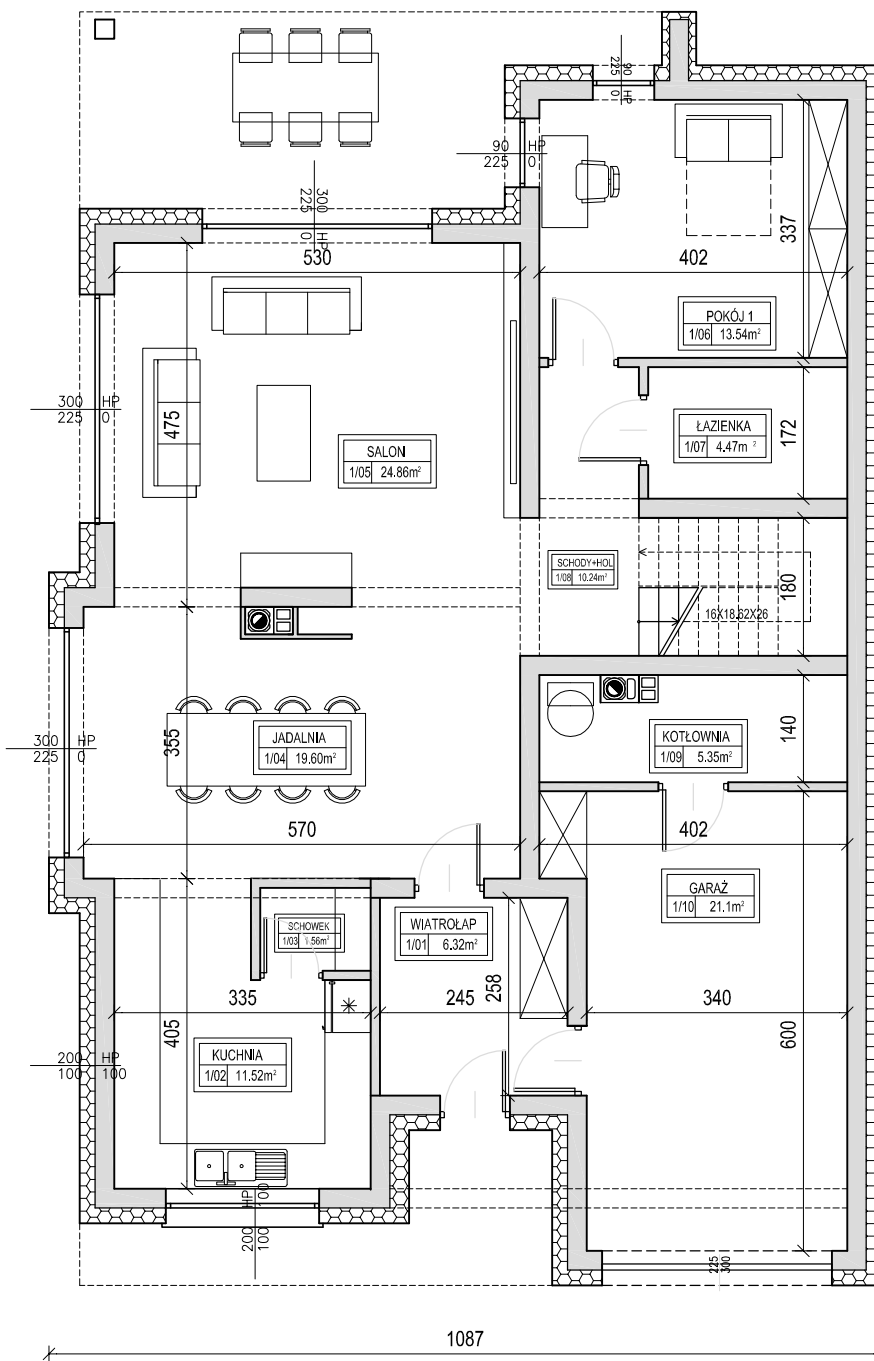 90 HP
225 0
90 HP
225 0
300 HP
225 0
530
402
337
POKÓJ 1
1/06 13.54m²
300 HP
225 0
475
SALON
1/05 24.86m²
ŁAZIENKA
1/07 4.47m ²
172
SCHODY+HOL
1/08 10.24m²
180
16X18.62X26
300 HP
225 0
355
JADALNIA
1/04 19.60m²
KOTŁOWNIA
1/09 5.35m²
140
570
402
GARAŻ
1/10 21.1m²
SCHOWEK
1/03
WIATROŁAP
1/01 6.32m²
335
245
258
340
405
600
200 HP
100 100
KUCHNIA
1/02 11.52m²
200 HP
100 100
225
300
1087